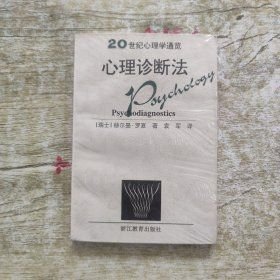 20世纪心理学通览
心理诊断法
Psychology
Psychodiagnostics
[瑞士]赫尔曼·罗夏 著 袁军 译
浙江教育出版社